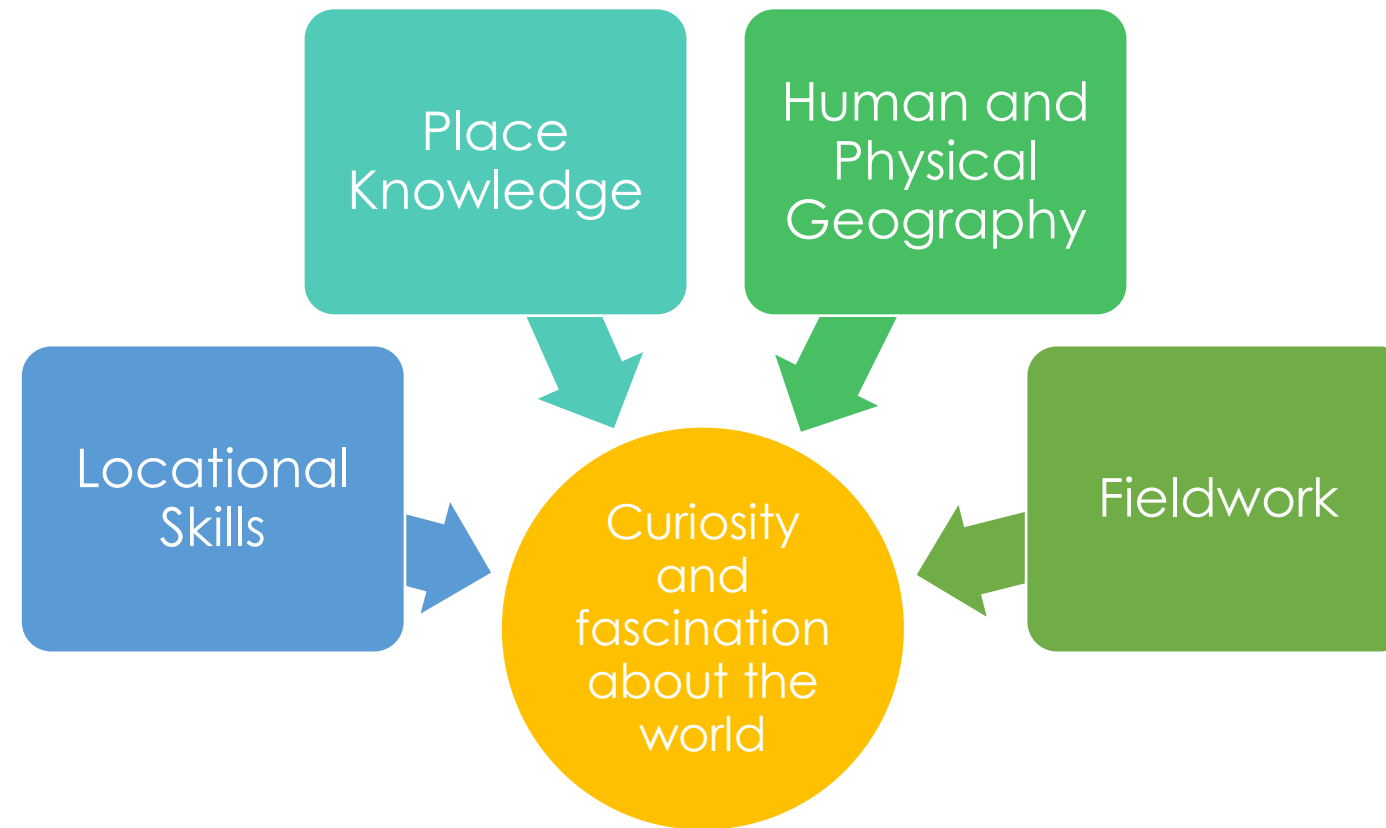 Place
Knowledge
Human and
Physical
Geography
Locational
Skills
Fieldwork
Curiosity
and
fascination
about the
world